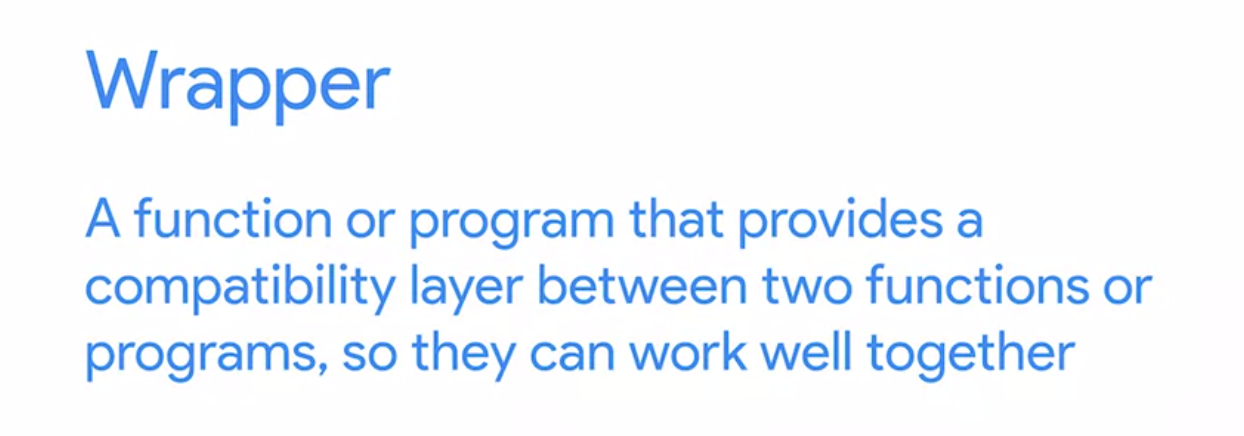 Wrapper
A function or program that provides a
compatibility layer between two functions or
programs, so they can work well together